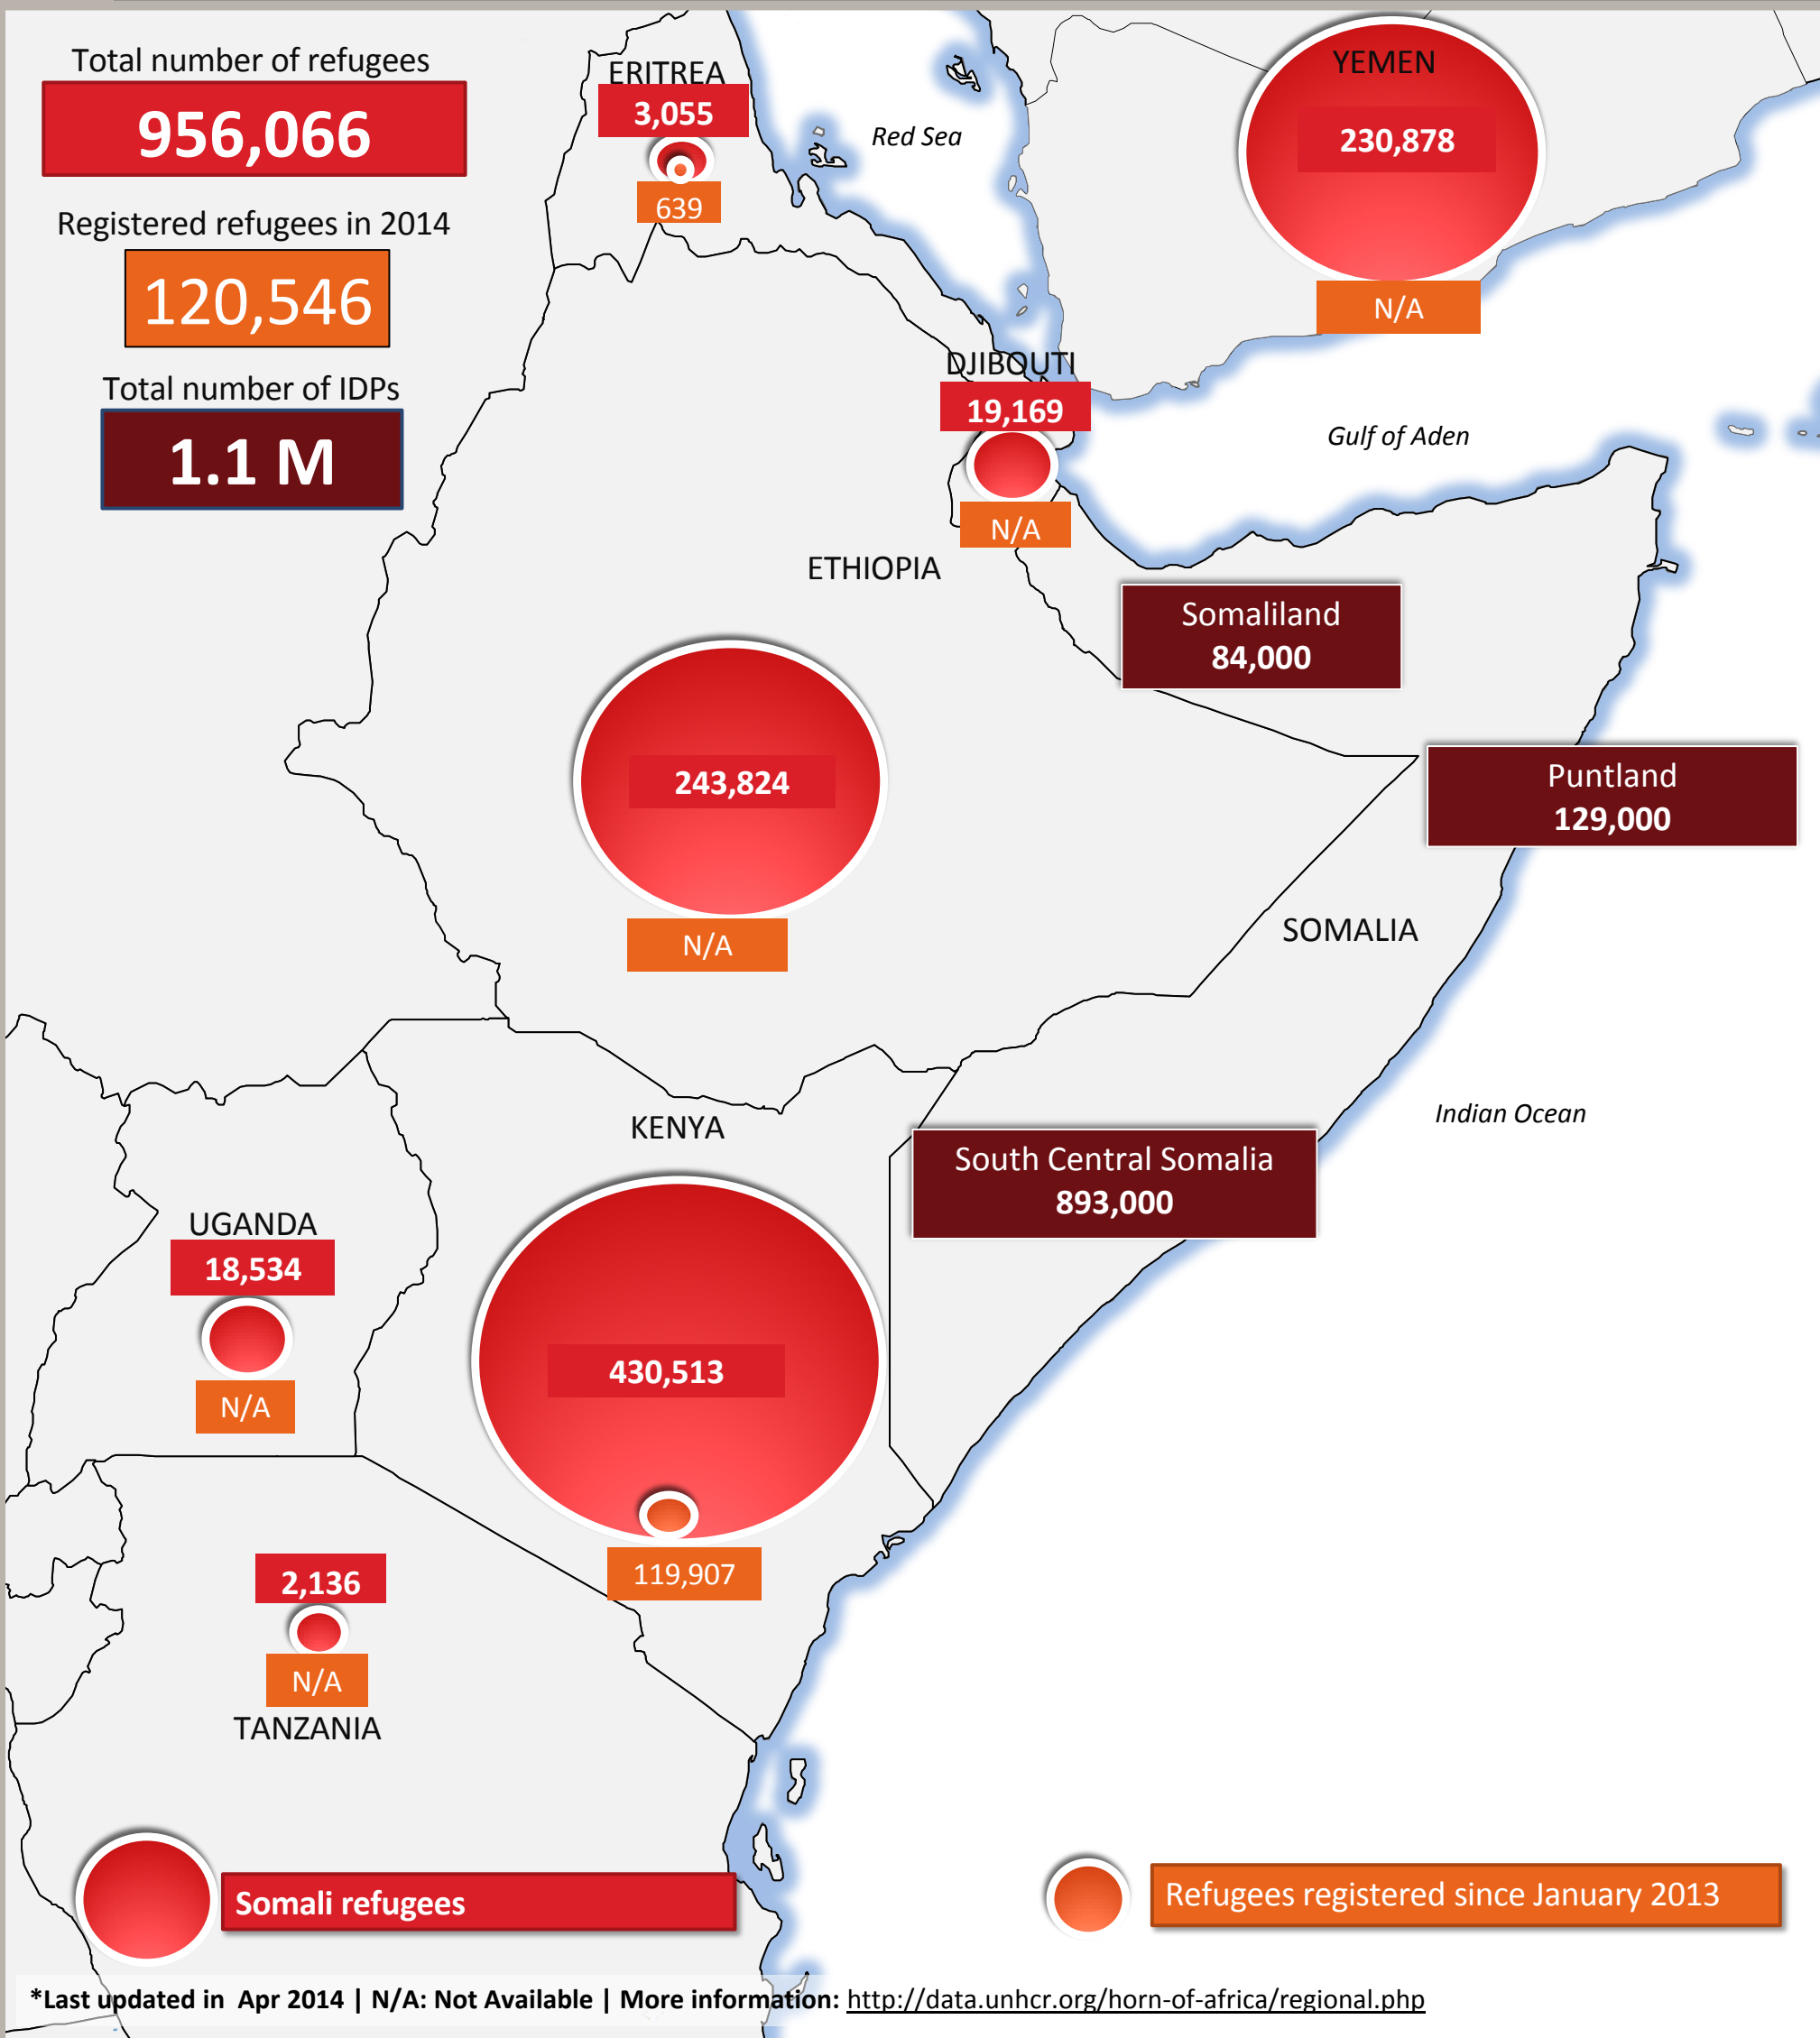 Total number of refugees
956,066
Registered refugees in 2014
120,546
Total number of IDPs
1.1 M
ERITREA
3,055
639
Red Sea
YEMEN
230,878
N/A
DJIBOUTI
19,169
N/A
Gulf of Aden
ETHIOPIA
243,824
N/A
Somaliland
84,000
Puntland
129,000
SOMALIA
Indian Ocean
KENYA
430,513
119,907
South Central Somalia
893,000
UGANDA
18,534
N/A
2,136
N/A
TANZANIA
Somali refugees
Refugees registered since January 2013
*Last updated in Apr 2014 | N/A: Not Available | More information: http://data.unhcr.org/horn-of-africa/regional.php